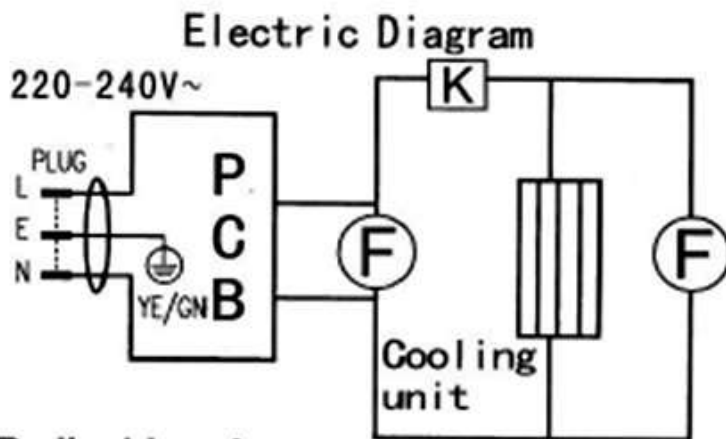 Electric Diagram
220-240V~
K
PLUG
L
E
N
YE/GN
P
C
B
F
F
Cooling
unit